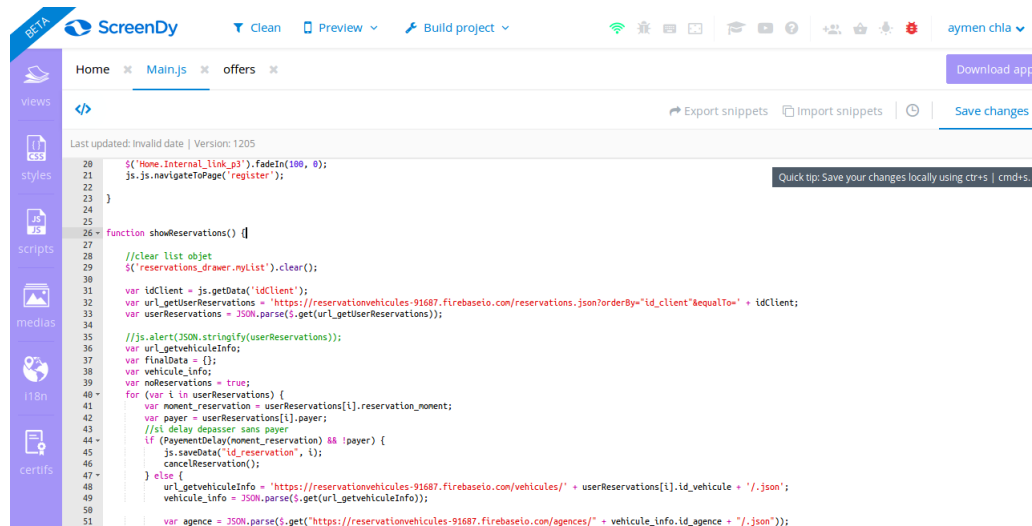 BETA
ScreenDy
Clean
Preview
Build project
aymen chla
Home
Main.js
offers
Download app
views
Export snippets
Import snippets
Save changes
Last updated: Invalid date | Version: 1205
Quick tip: Save your changes locally using ctr+s | cmd+s.
{} CSS
styles
JS JS
scripts
medias
i18n
certifs
20 $('Home.Internal_link_p3').fadeIn(100, 0);
21 js.js.navigateToPage('register');
22
23 }
24
25
26 function showReservations() {
27
28 //clear list objet
29 $('reservations_drawer.myList').clear();
30
31 var idClient = js.getData('idClient');
32 var url_getUserReservations = 'https://reservationvehicules-91687.firebaseio.com/reservations.json?orderBy="id_client"&equalTo=' + idClient;
33 var userReservations = JSON.parse($.get(url_getUserReservations));
34
35 //js.alert(JSON.stringify(userReservations));
36 var url_getvehiculeInfo;
37 var finalData = {};
38 var vehicule_info;
39 var noReservations = true;
40 for (var i in userReservations) {
41 var moment_reservation = userReservations[i].reservation_moment;
42 var payer = userReservations[i].payer;
43 //si delay depasser sans payer
44 if (PayementDelay(moment_reservation) && !payer) {
45 js.saveData("id_reservation", i);
46 cancelReservation();
47 } else {
48 url_getvehiculeInfo = 'https://reservationvehicules-91687.firebaseio.com/vehicules/' + userReservations[i].id_vehicule + '/.json';
49 vehicule_info = JSON.parse($.get(url_getvehiculeInfo));
50
51 var agence = JSON.parse($.get("https://reservationvehicules-91687.firebaseio.com/agences/" + vehicule_info.id_agence + "/.json"));